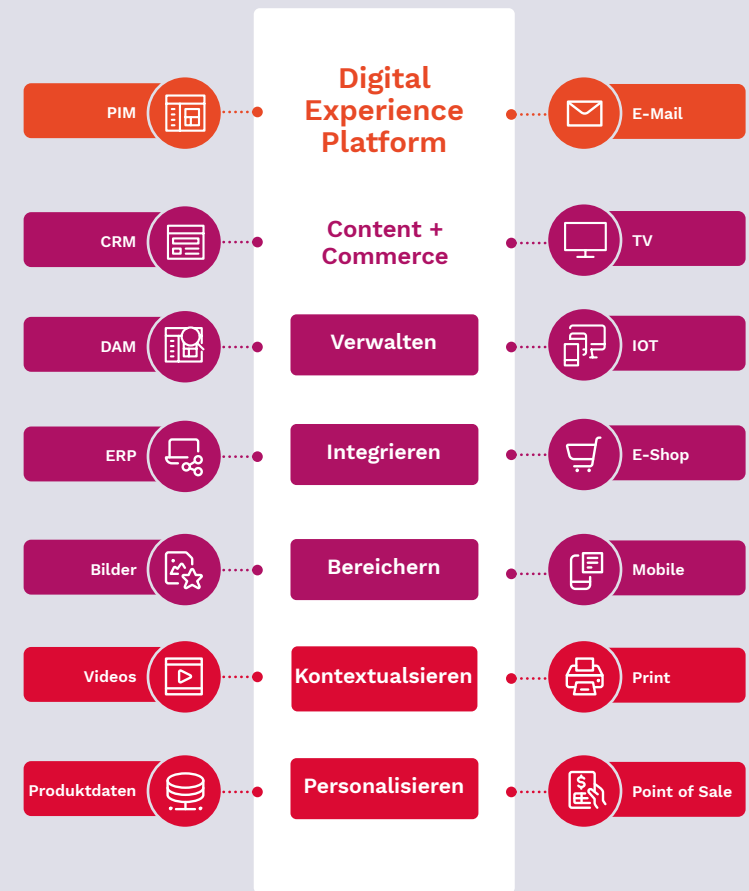 PIM
Digital
Experience
Platform
E-Mail
CRM
Content +
Commerce
TV
DAM
Verwalten
IOT
ERP
Integrieren
E-Shop
Bilder
Bereichern
Mobile
Videos
Kontextualsieren
Print
Produktdaten
Personalisieren
Point of Sale
$